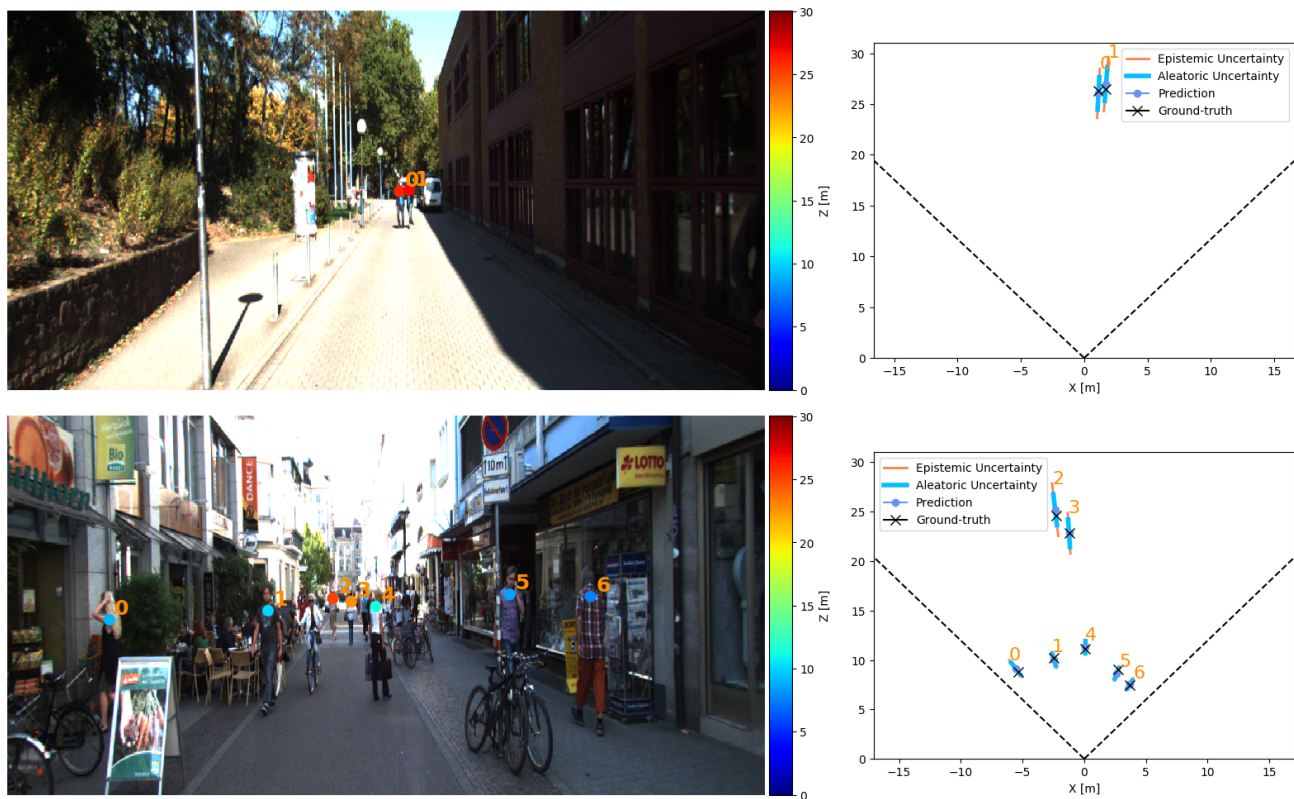 30
25
20
15
10
5
0
Z [m]
0 1
30
25
20
15
10
5
0
−15 −10 −5 0 5 10 15
X [m]
0 1
Epistemic Uncertainty
Aleatoric Uncertainty
Prediction
Ground-truth
Bio
DANCE
10m
LOTTO
0 1 2 3 4 5 6
30
25
20
15
10
5
0
Z [m]
30
25
20
15
10
5
0
−15 −10 −5 0 5 10 15
X [m]
Epistemic Uncertainty
Aleatoric Uncertainty
Prediction
Ground-truth
2
3
4
0 1 5 6